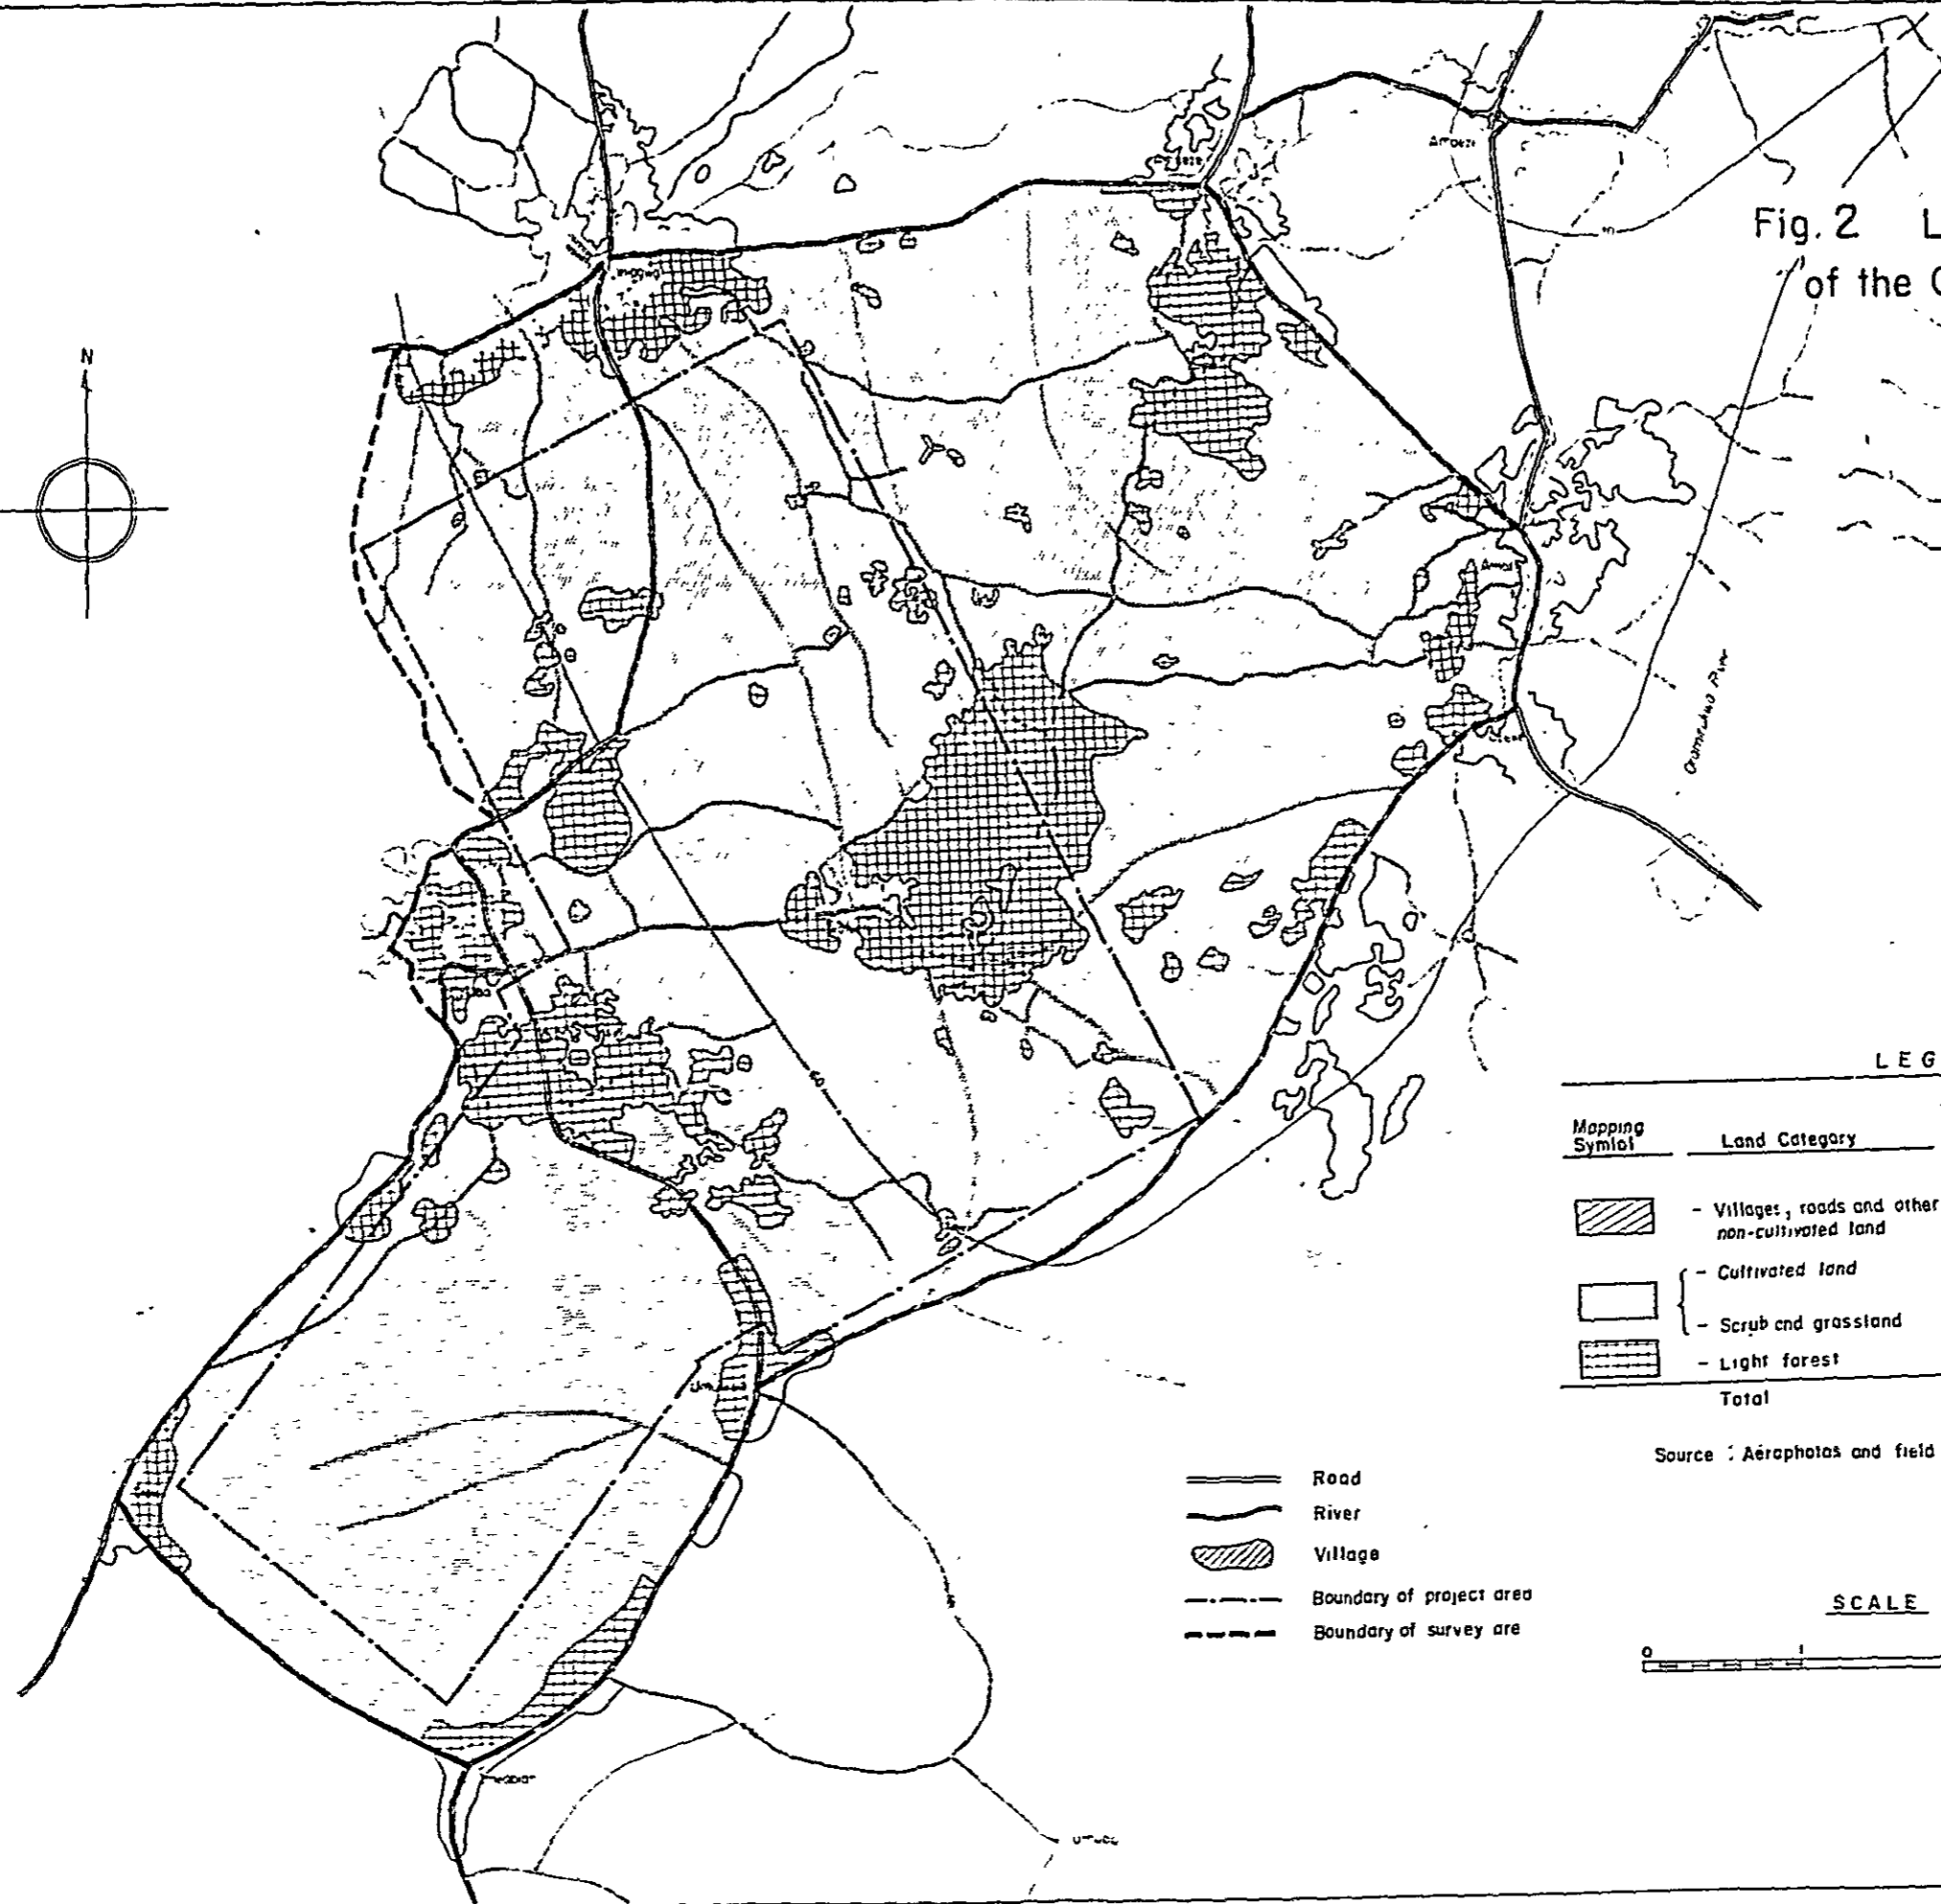 Fig. 2 L
of the
N
LEG
Mapping
Symlol
Land Category
- Villages, roads and other
non-cultivated land
- Cultivated land
- Scrub and grassland
- Light forest
Total
Source : Aérophotos and field
Road
River
Village
Boundary of project area
Boundary of survey are
SCALE
0
1